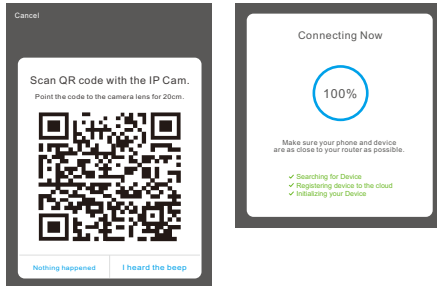 Cancel
Scan QR code with the IP Cam.
Point the code to the camera lens for 20cm.
Nothing happened
I heard the beep
Connecting Now
100%
Make sure your phone and device
are as close to your router as possible.
✓ Searching for Device
✓ Registering device to the cloud
✓ Initializing your Device